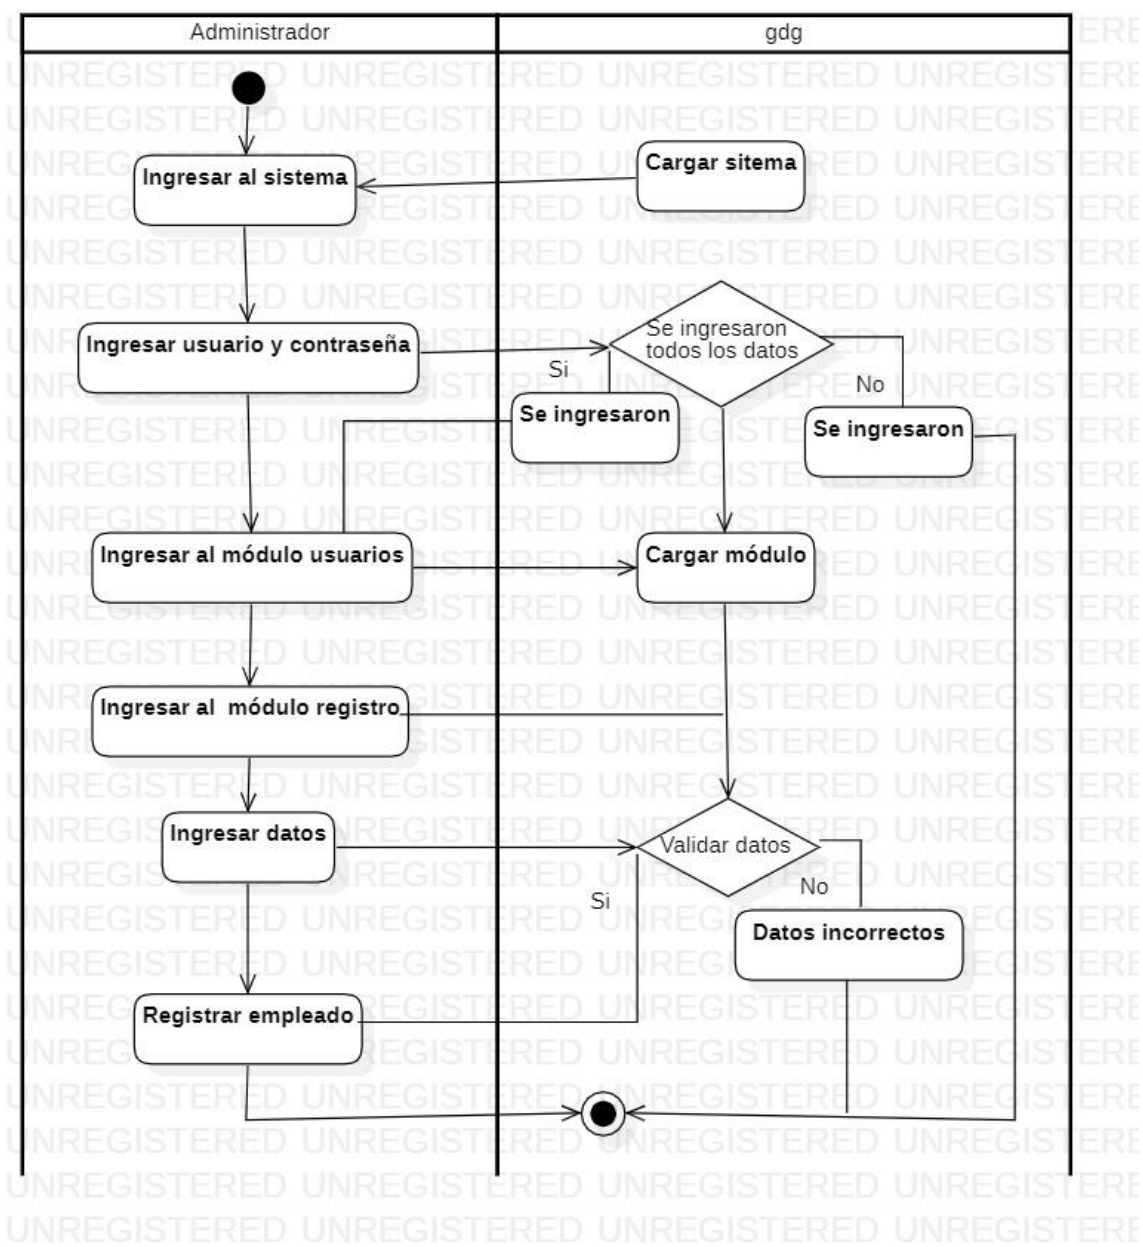 Administrador
gdg
Ingresar al sistema
Cargar sitema
Se ingresaron
todos los datos
Ingresar usuario y contraseña
Si
No
Se ingresaron
Se ingresaron
Ingresar al módulo usuarios
Cargar módulo
Ingresar al módulo registro
Ingresar datos
Validar datos
No
Si
Datos incorrectos
Registrar empleado
UNREGISTERED